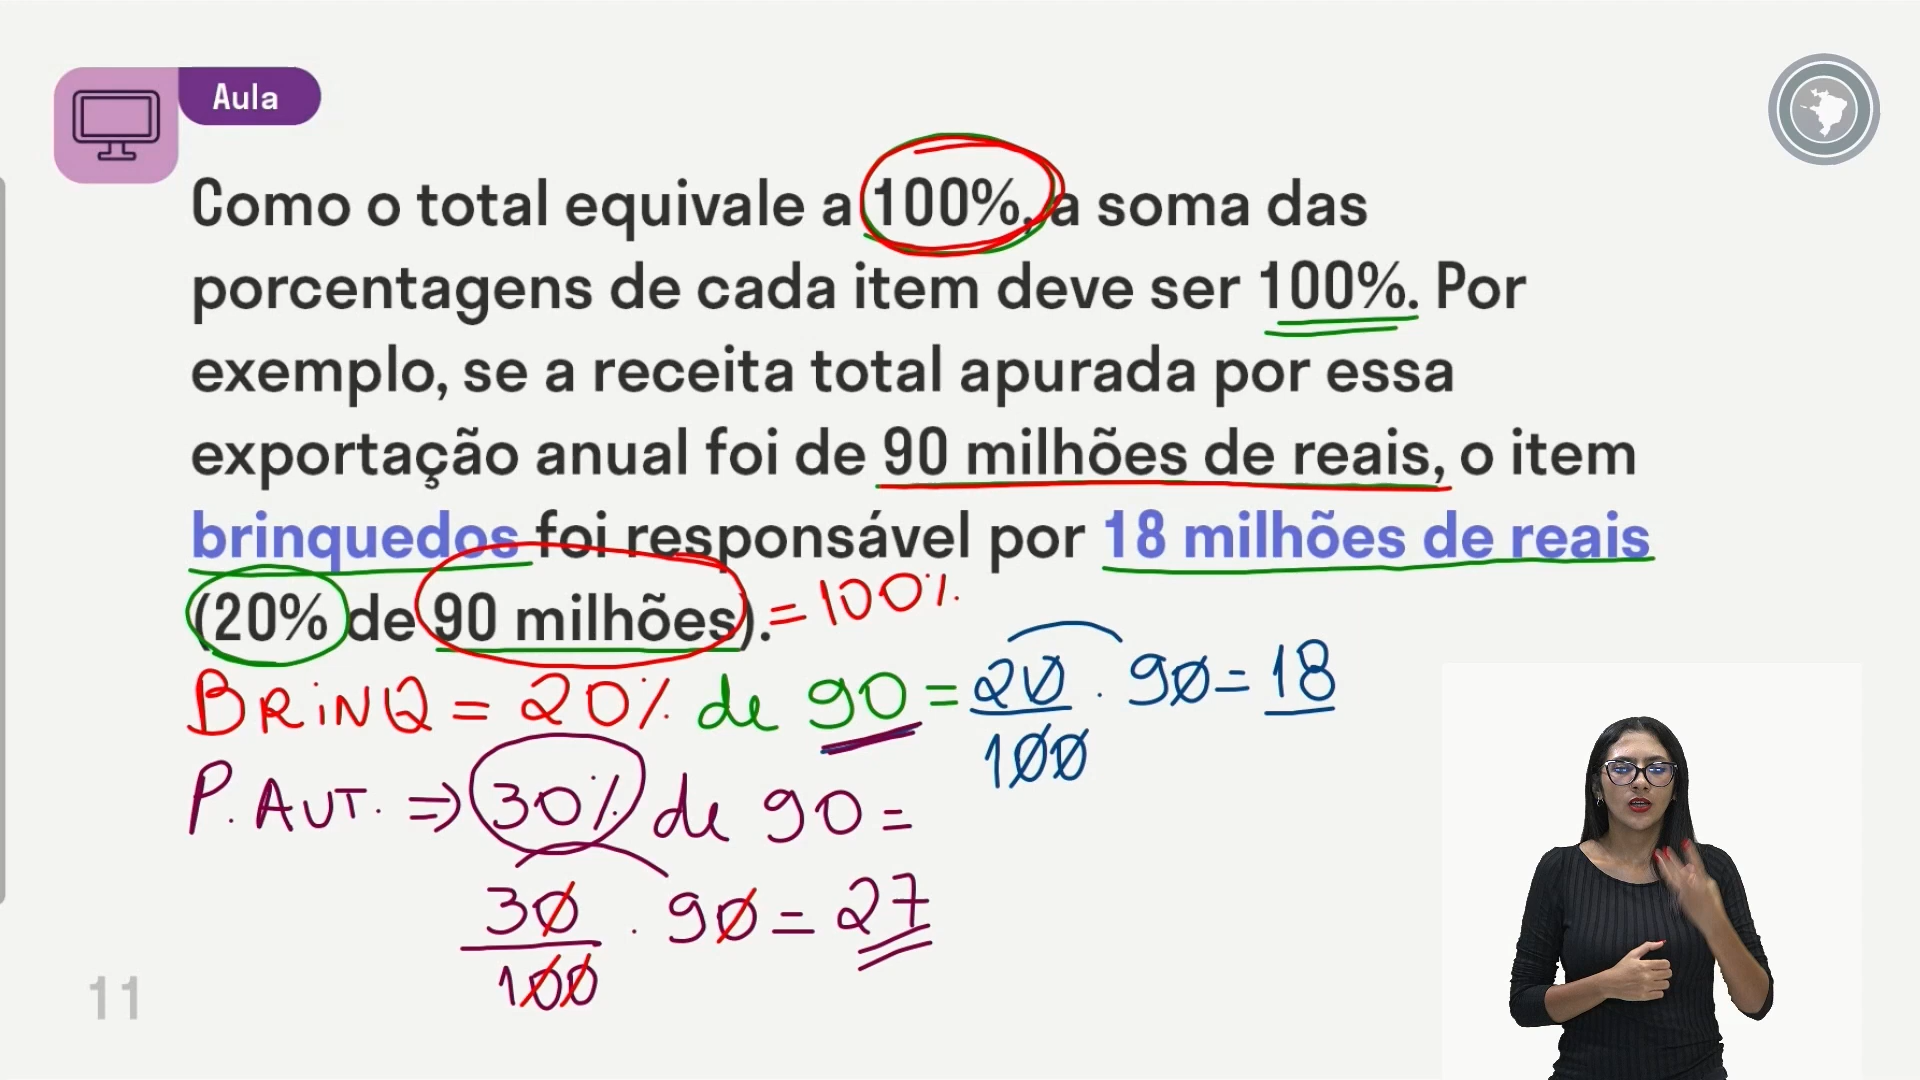 Aula
Como o total equivale a 100%, a soma das
porcentagens de cada item deve ser 100%. Por
exemplo, se a receita total apurada por essa
exportação anual foi de 90 milhões de reais, o item
brinquedos foi responsável por 18 milhões de reais
(20% de 90 milhões). = 100%
BRiNQ = 20% de 90 = 20/100 . 90 = 18
P. AUT. ⇒ 30% de 90 =
30/100 . 90 = 27
11